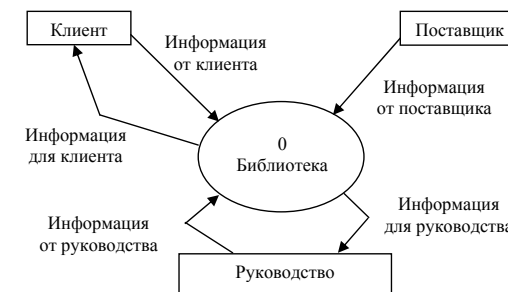 Клиент
Поставщик
Информация
от клиента
Информация
от поставщика
Информация
для клиента
0
Библиотека
Информация
от руководства
Информация
для руководства
Руководство